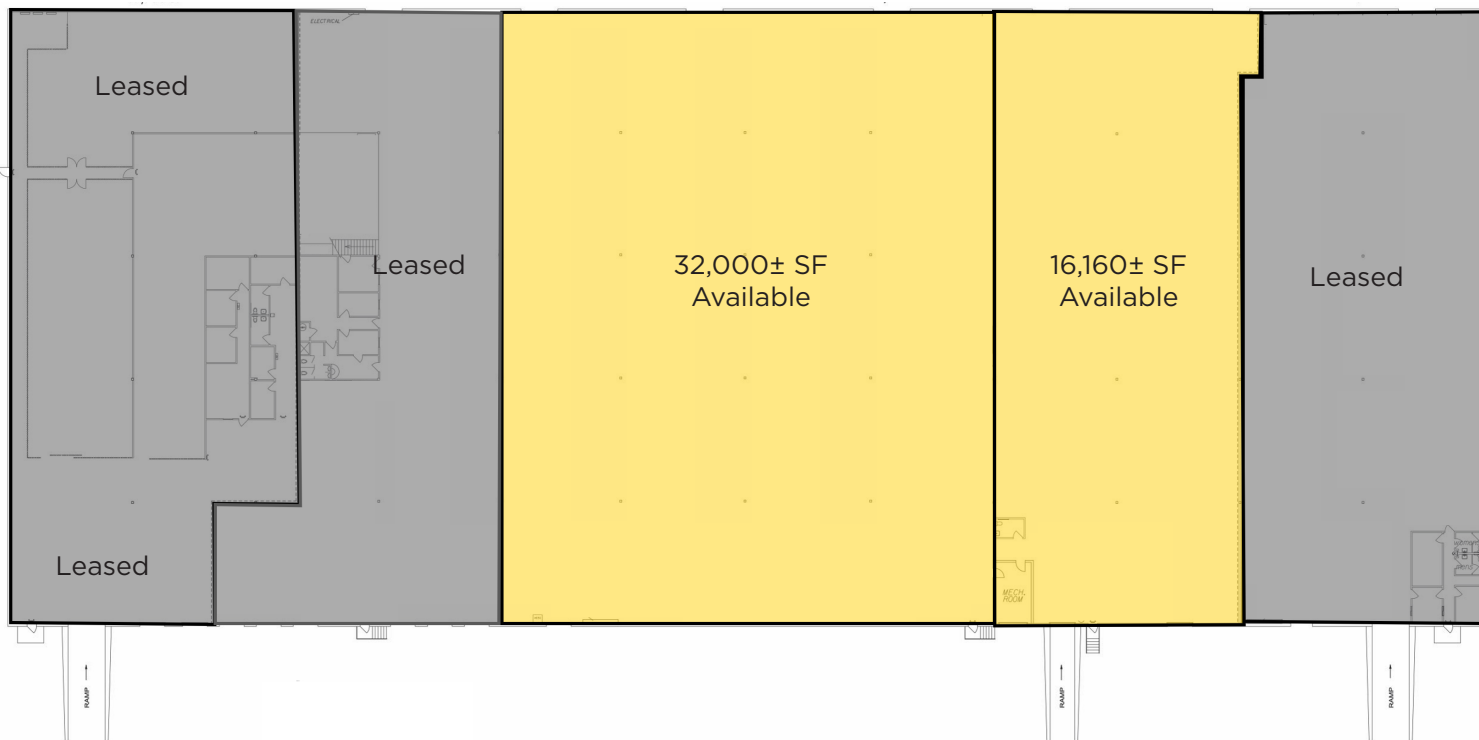 ELECTRICAL
Leased
Leased
32,000± SF
Available
16,160± SF
Available
Leased
Leased
MECH.
ROOM
RAMP
RAMP
RAMP